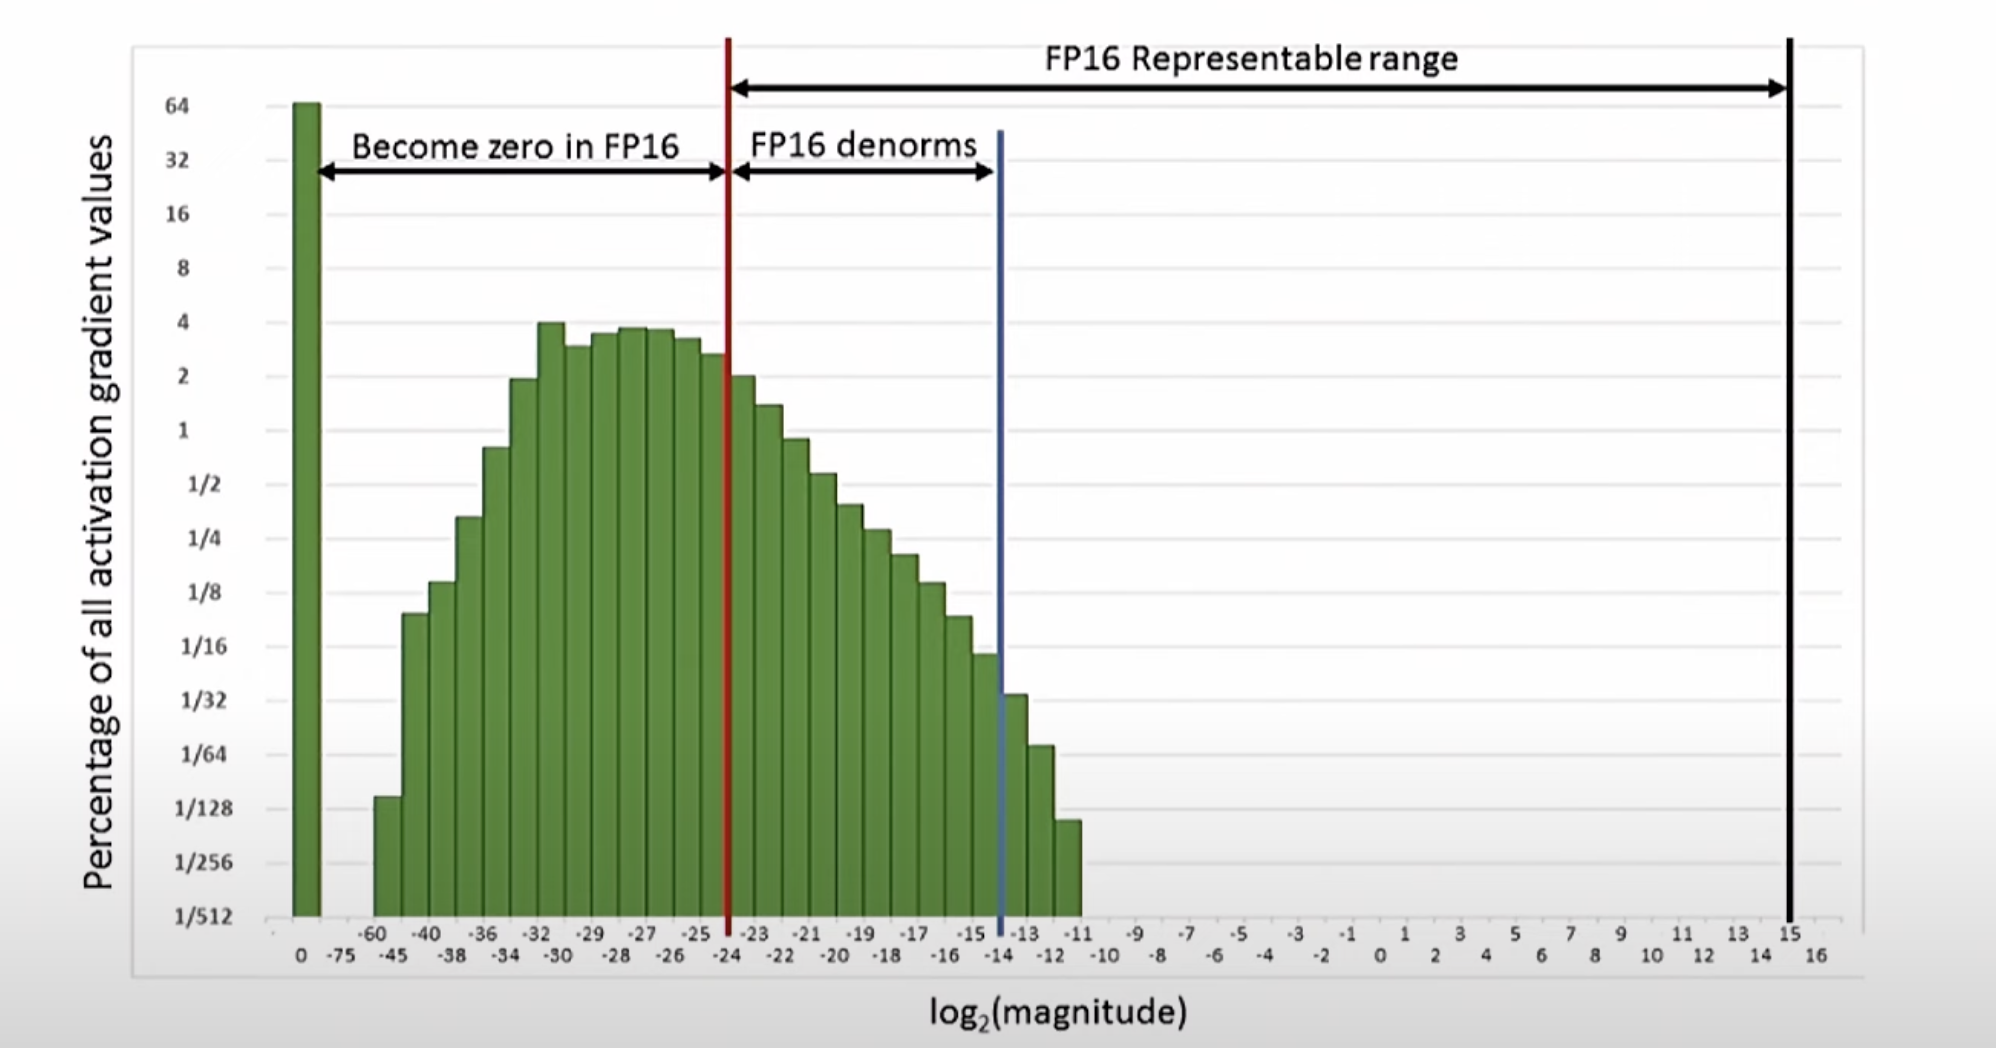 FP16 Representable range
Become zero in FP16
FP16 denorms
Percentage of all activation gradient values
64
32
16
8
4
2
1
1/2
1/4
1/8
1/16
1/32
1/64
1/128
1/256
1/512
-60 -40 -36 -32 -29 -27 -25 -23 -21 -19 -17 -15 -13 -11 -9 -7 -5 -3 -1 1 3 5 7 9 11 13 15
0 -75 -45 -38 -34 -30 -28 -26 -24 -22 -20 -18 -16 -14 -12 -10 -8 -6 -4 -2 0 2 4 6 8 10 12 14 16
log₂(magnitude)